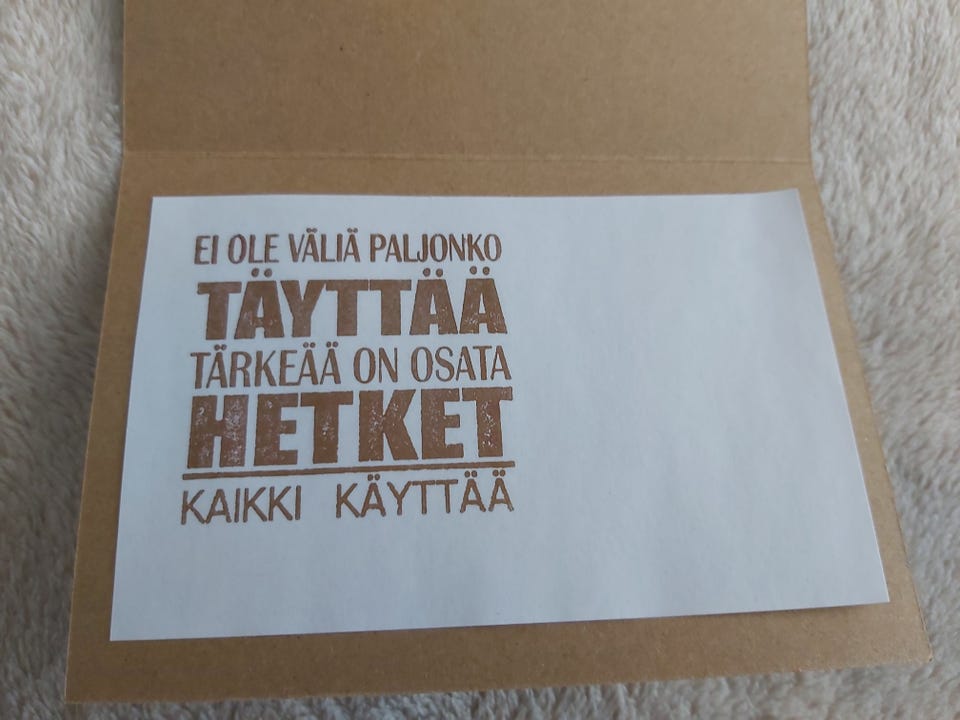 EI OLE VÄLIÄ PALJONKO
TÄYTTÄÄ
TÄRKEÄÄ ON OSATA
HETKET
KAIKKI KÄYTTÄÄ